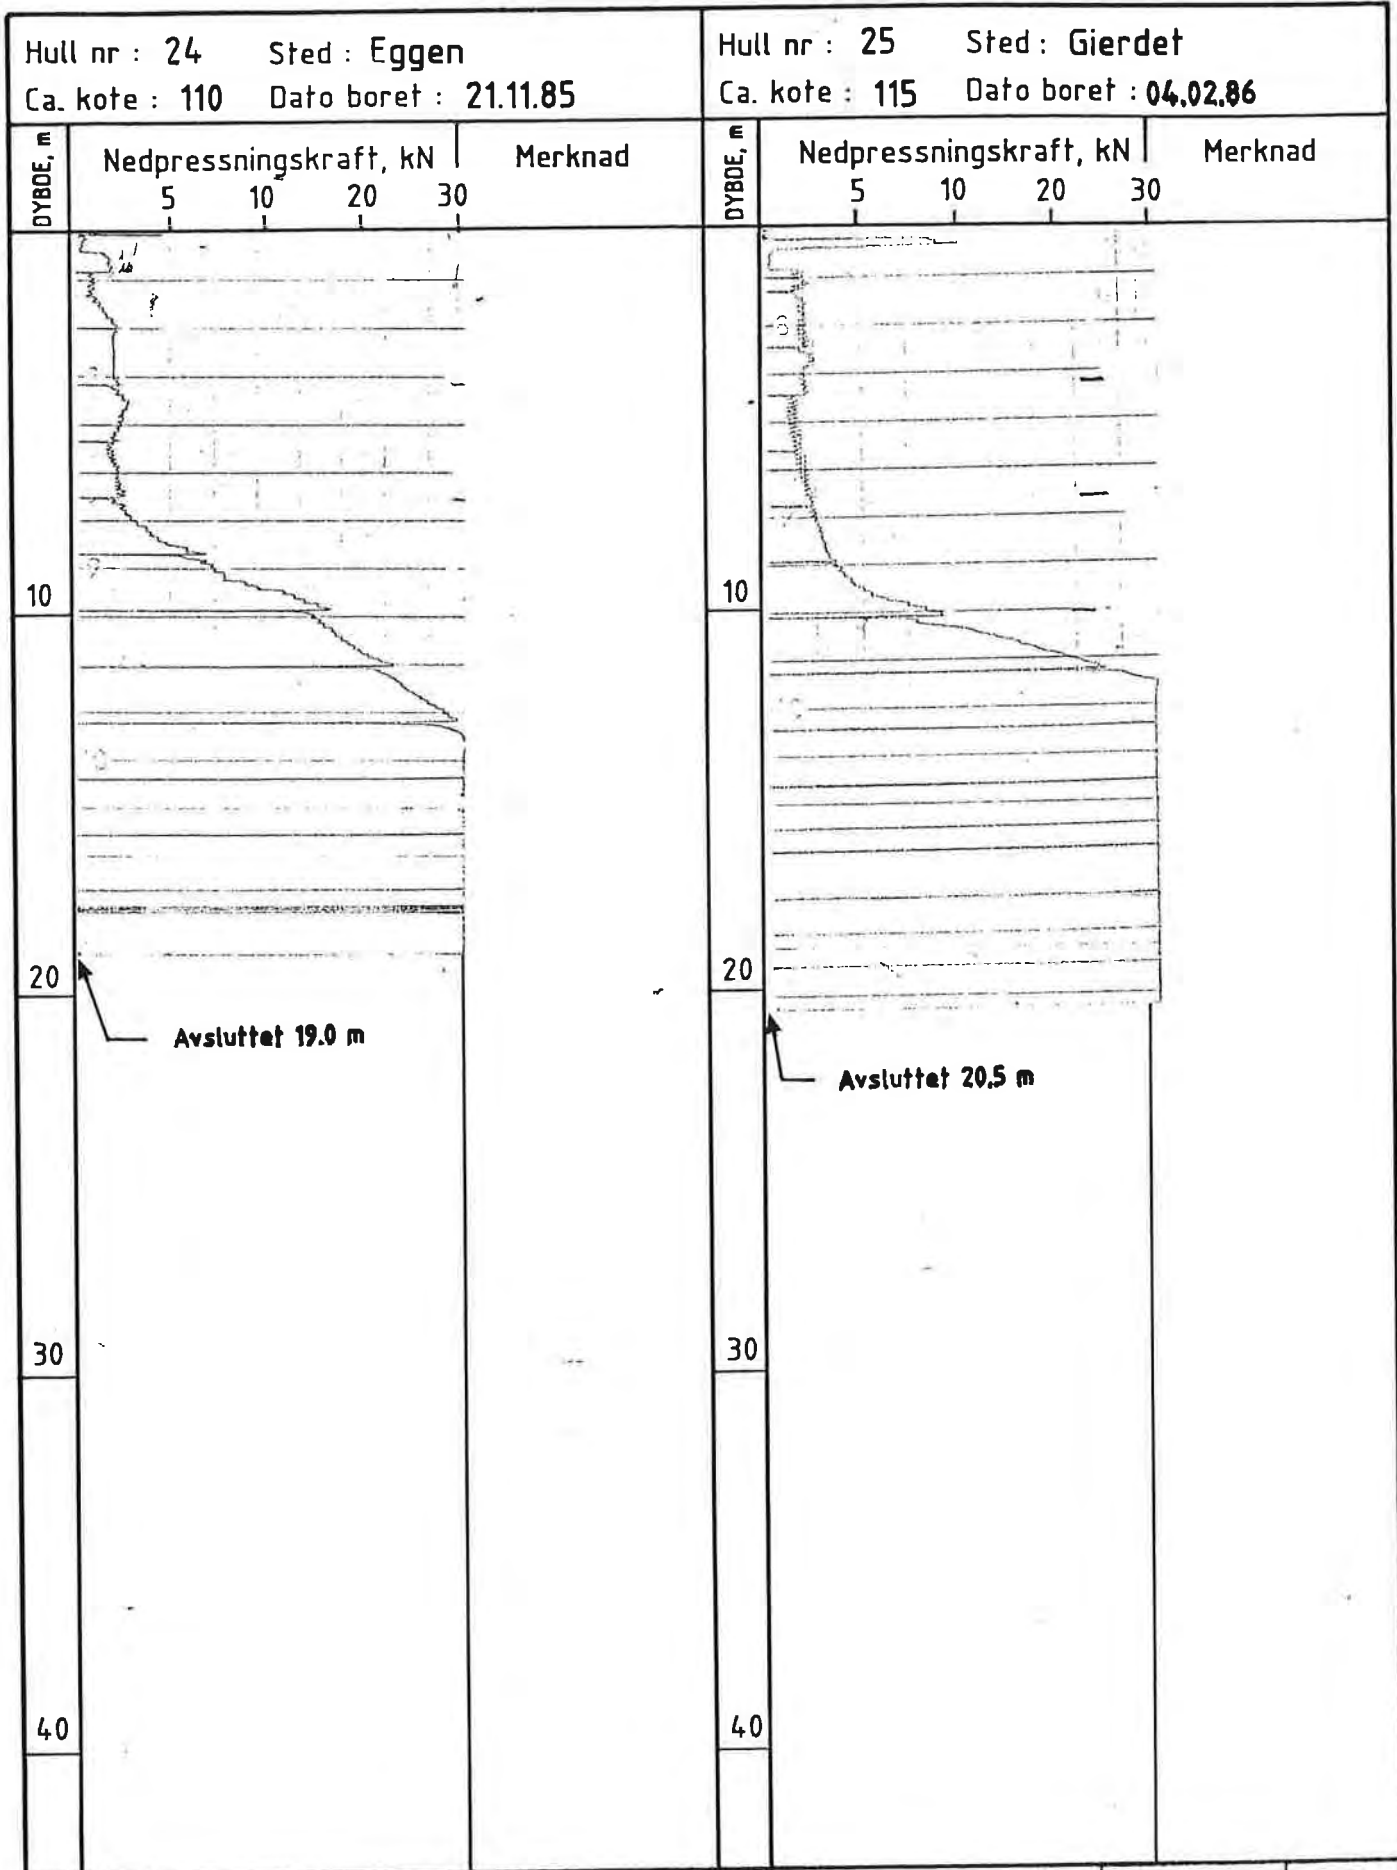 Hull nr : 24 Sted : Eggen
Ca. kote : 110 Dato boret : 21.11.85
DYBDE, m
Nedpressningskraft, kN
Merknad
5 10 20 30
10
20
Avsluttet 19.0 m
30
40
Hull nr : 25 Sted : Gierdet
Ca. kote : 115 Dato boret : 04.02.86
DYBDE, m
Nedpressningskraft, kN
Merknad
5 10 20 30
10
20
Avsluttet 20.5 m
30
40